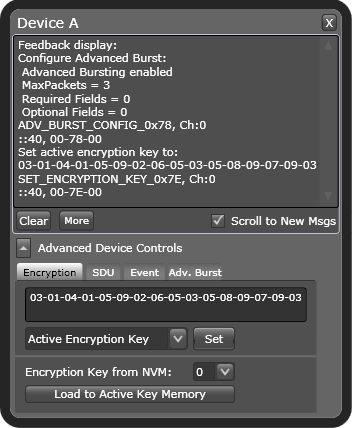 Device A
X
Feedback display:
Configure Advanced Burst:
Advanced Bursting enabled
MaxPackets = 3
Required Fields = 0
Optional Fields = 0
ADV_BURST_CONFIG_0x78, Ch:0
::40, 00-78-00
Set active encryption key to:
03-01-04-01-05-09-02-06-05-03-05-08-09-07-09-03
SET_ENCRYPTION_KEY_0x7E, Ch:0
::40, 00-7E-00
Clear More Scroll to New Msgs
Advanced Device Controls
Encryption SDU Event Adv. Burst
03-01-04-01-05-09-02-06-05-03-05-08-09-07-09-03
Active Encryption Key Set
Encryption Key from NVM: 0
Load to Active Key Memory